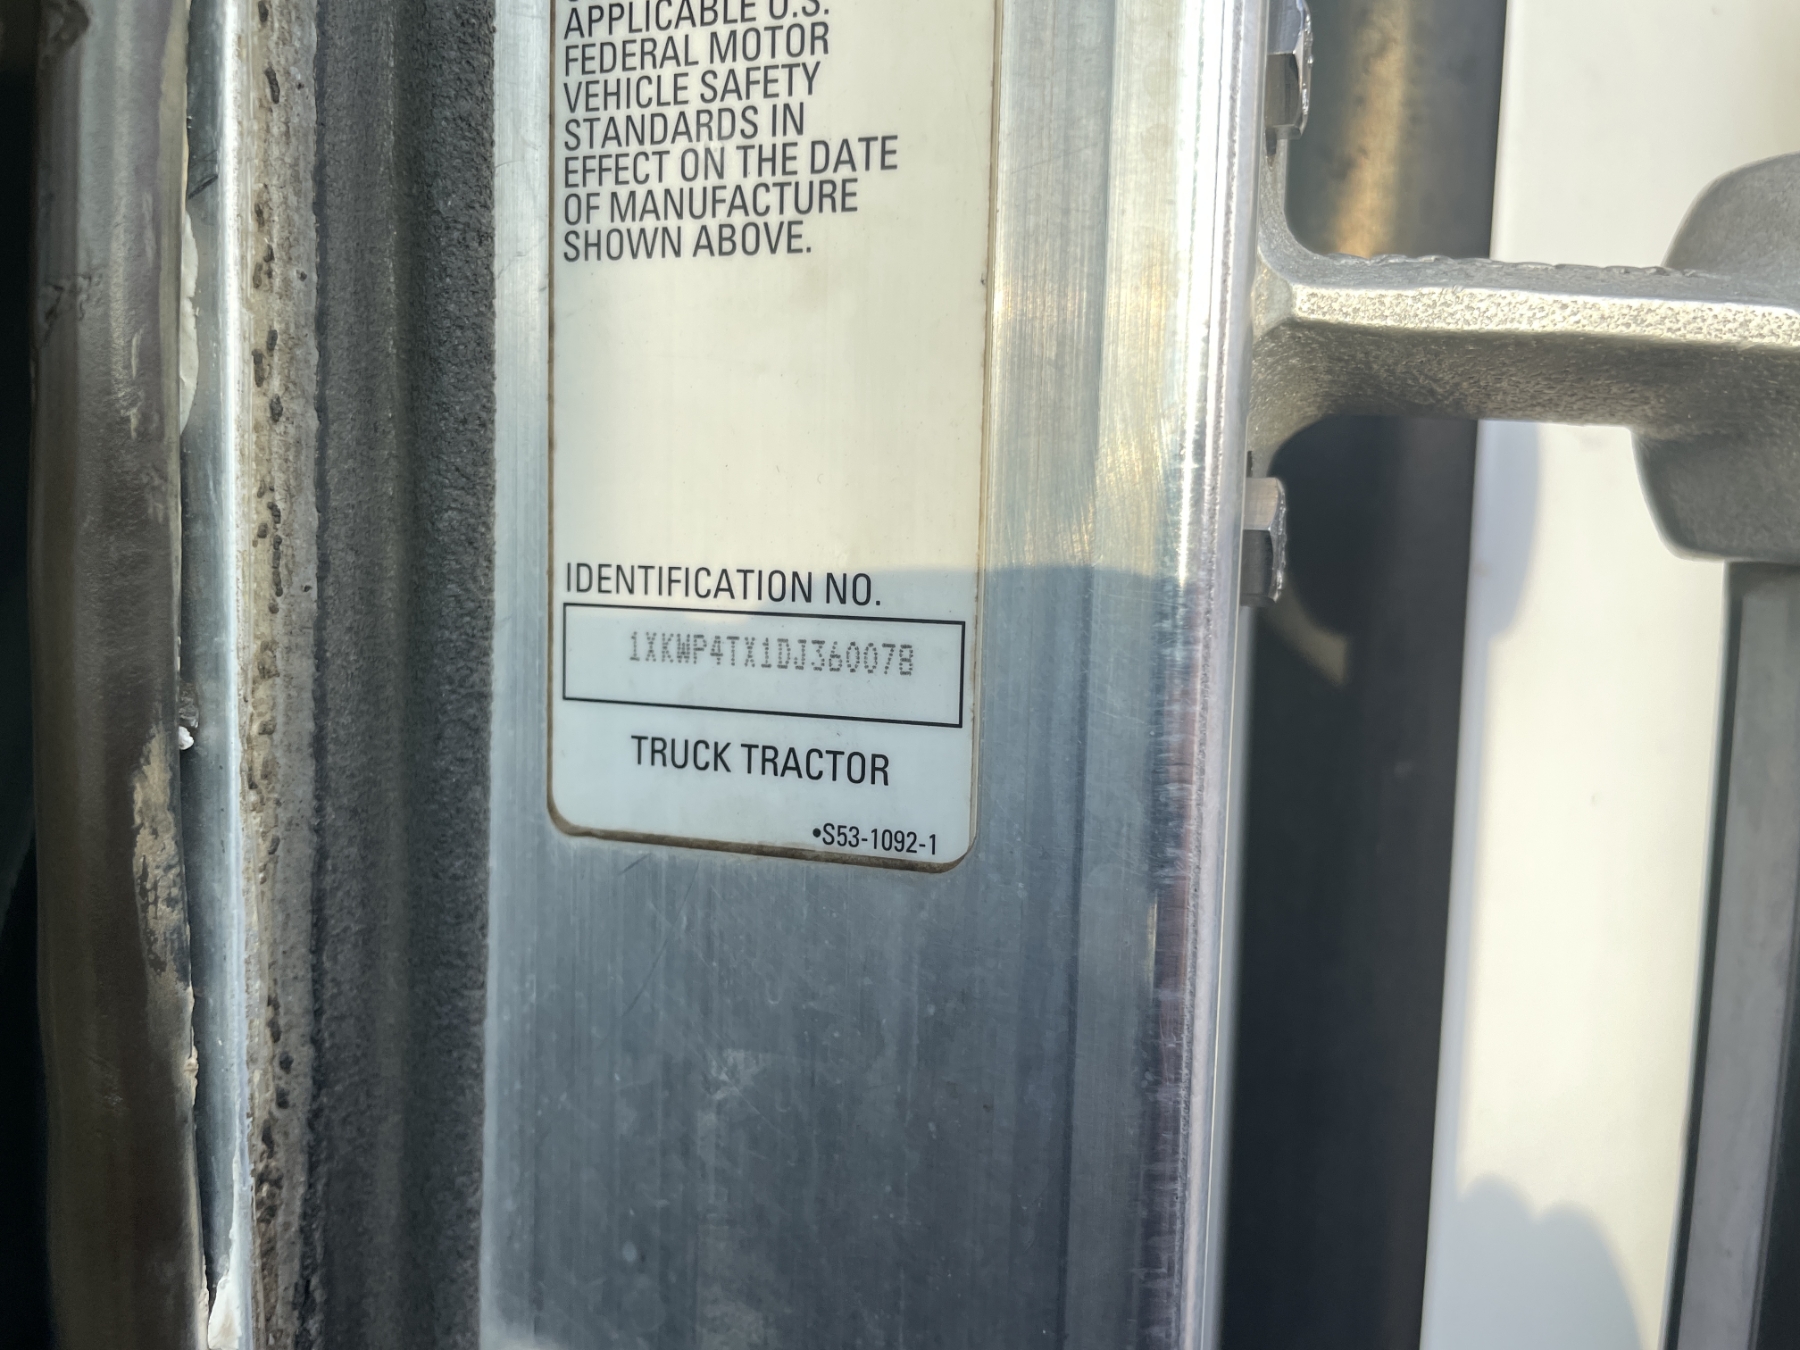 APPLICABLE U.S.
FEDERAL MOTOR
VEHICLE SAFETY
STANDARDS IN
EFFECT ON THE DATE
OF MANUFACTURE
SHOWN ABOVE.
IDENTIFICATION NO.
1XKWP4TX1DJ360078
TRUCK TRACTOR
•S53-1092-1